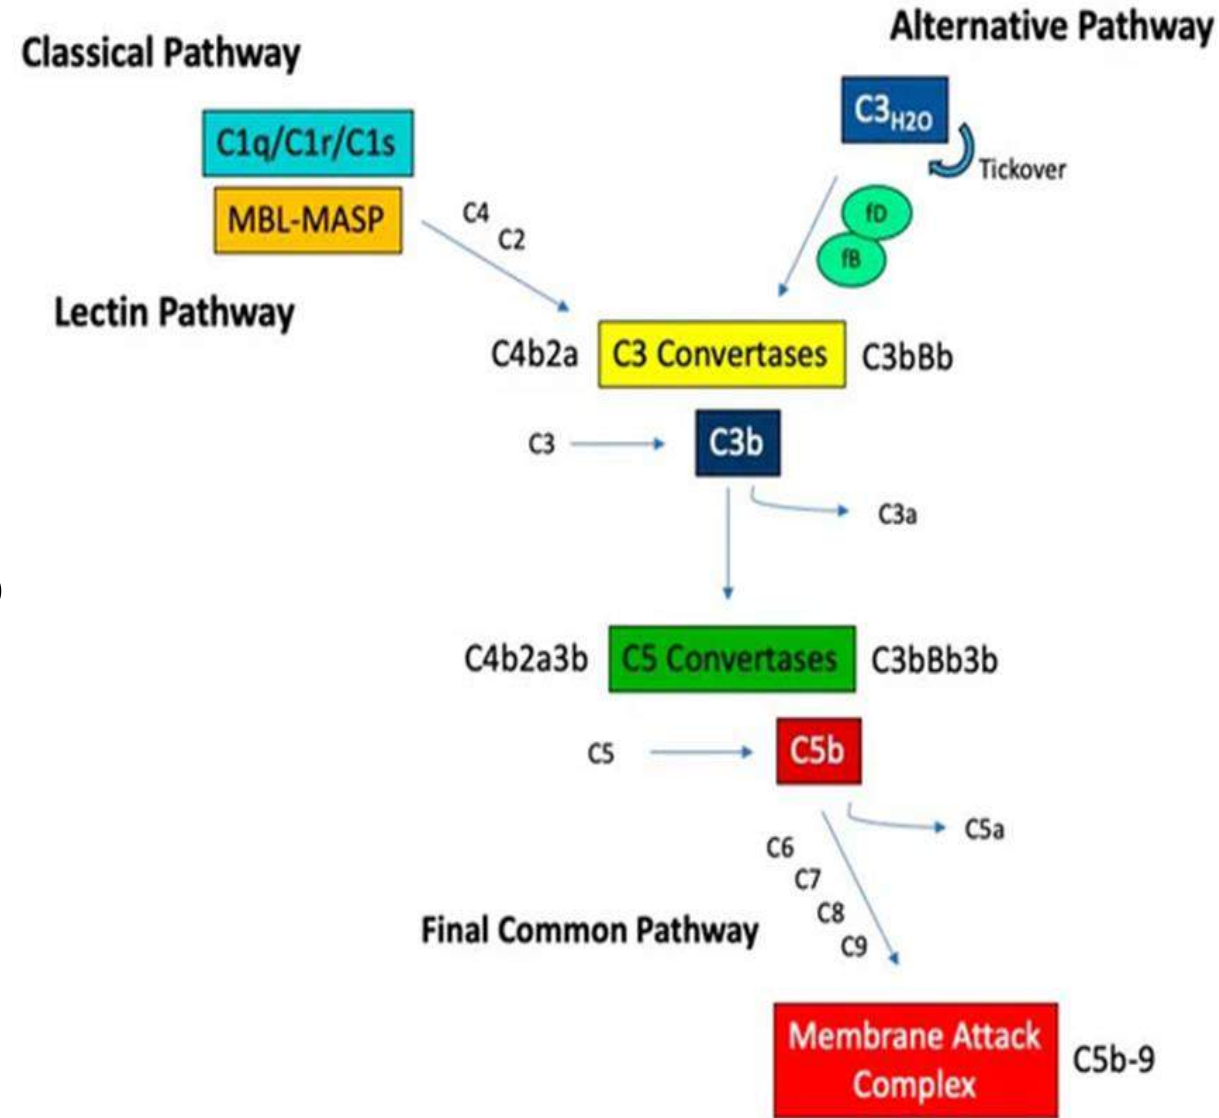 Alternative Pathway
Classical Pathway
C3H2O
C1q/C1r/C1s
Tickover
MBL-MASP
C4
C2
fD
fB
Lectin Pathway
C4b2a
C3 Convertases
C3bBb
C3
C3b
C3a
)
C4b2a3b
C5 Convertases
C3bBb3b
C5
C5b
C5a
C6
C7
C8
C9
Final Common Pathway
Membrane Attack
Complex
C5b-9